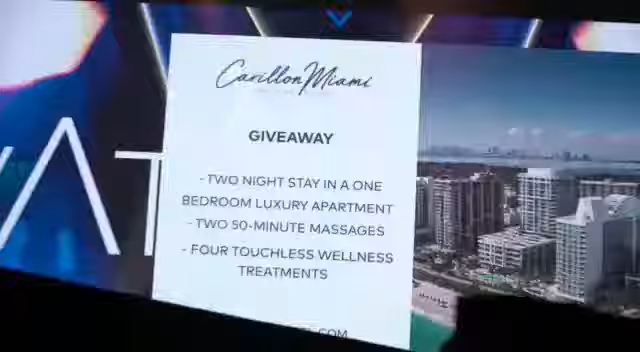 Carillon Miami
GIVEAWAY
- TWO NIGHT STAY IN A ONE
BEDROOM LUXURY APARTMENT
- TWO 50-MINUTE MASSAGES
- FOUR TOUCHLESS WELLNESS
TREATMENTS
.COM